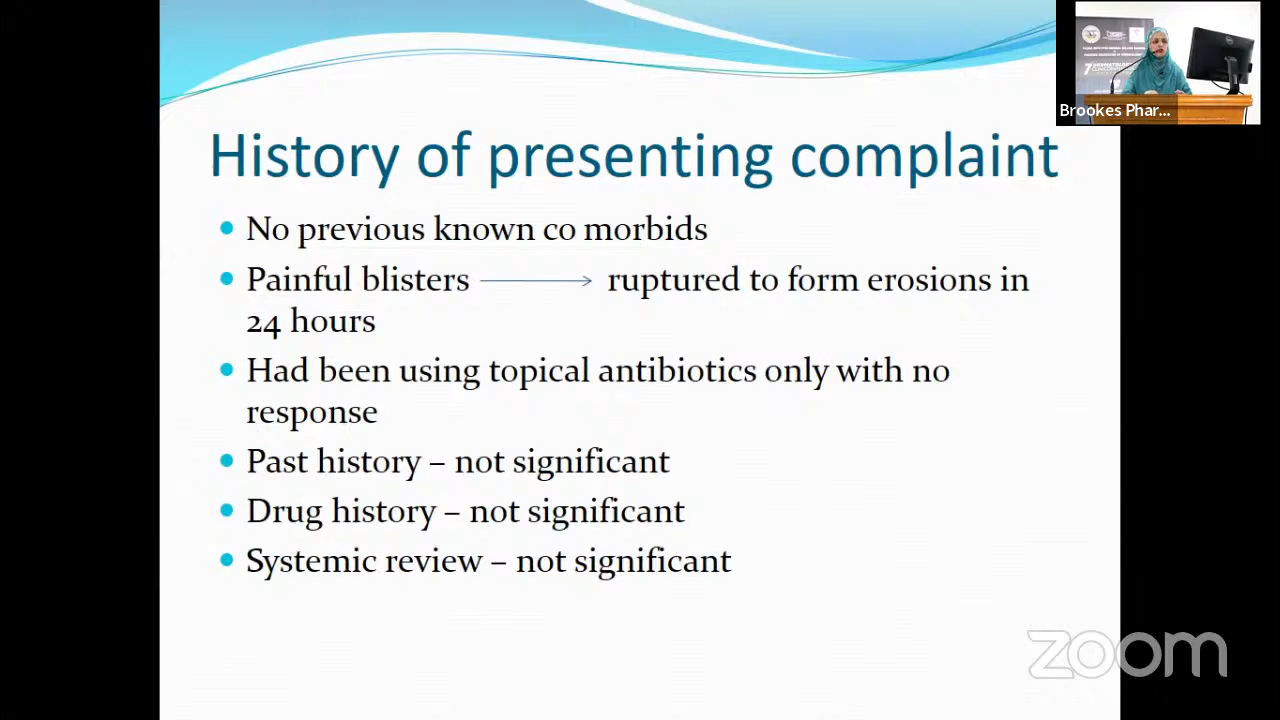 History of presenting complaint
No previous known co morbids
Painful blisters ruptured to form erosions in
24 hours
Had been using topical antibiotics only with no
response
Past history – not significant
Drug history – not significant
Systemic review – not significant
Brookes Phar...
zoom